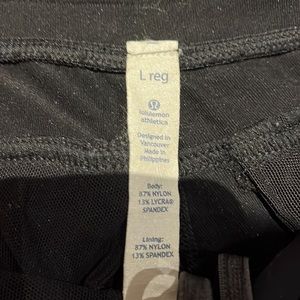 L reg
lululemon
athletica
Designed in
Vancouver
Made in
Philippines
Body:
87% NYLON
13% LYCRA®
SPANDEX
Lining:
87% NYLON
13% SPANDEX